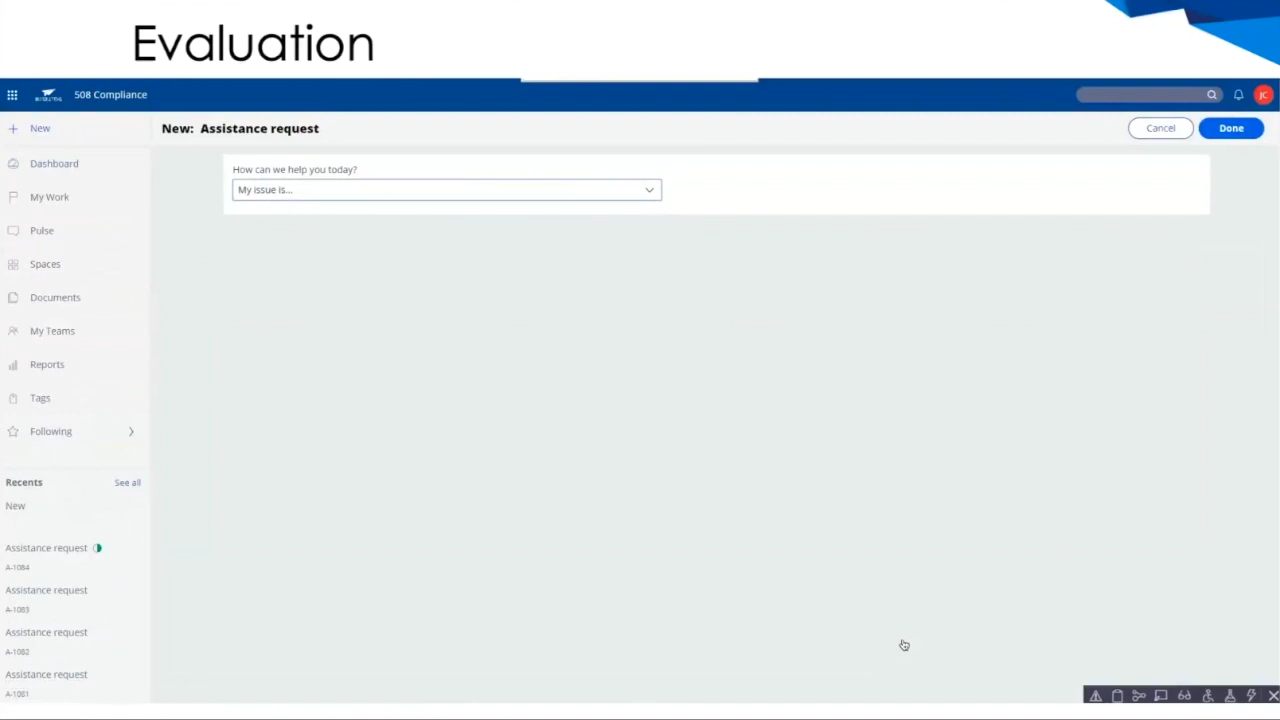 Evaluation
508 Compliance
JC
New
New: Assistance request
Cancel
Done
Dashboard
My Work
Pulse
Spaces
Documents
My Teams
Reports
Tags
Following
How can we help you today?
My issue is...
Recents
See all
New
Assistance request
A-1084
Assistance request
A-1083
Assistance request
A-1082
Assistance request
A-1081